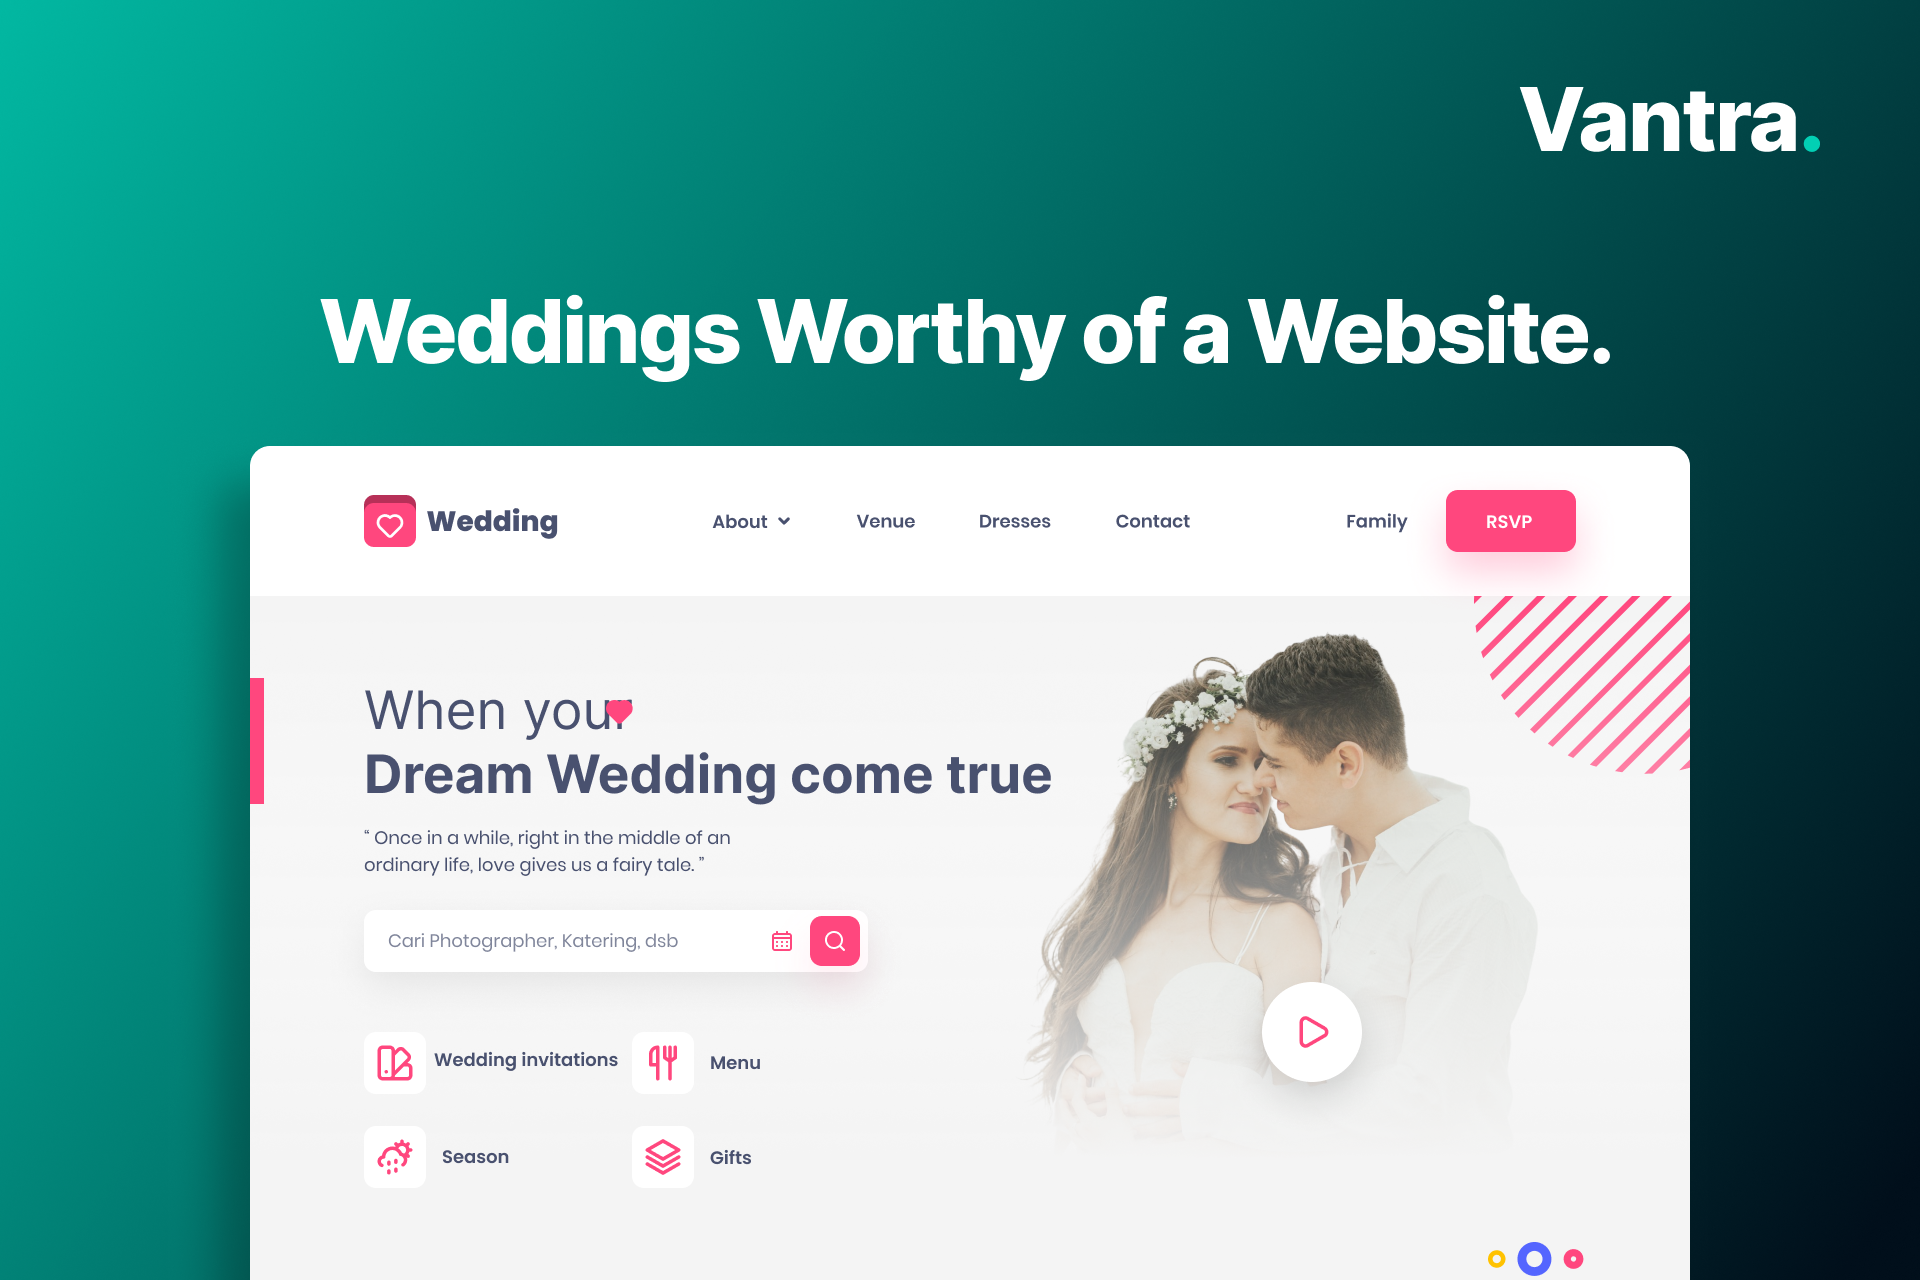 Vantra.
Weddings Worthy of a Website.
Wedding
About
Venue
Dresses
Contact
Family
RSVP
When your
Dream Wedding come true
“ Once in a while, right in the middle of an
ordinary life, love gives us a fairy tale. ”
Cari Photographer, Katering, dsb
Wedding invitations
Menu
Season
Gifts